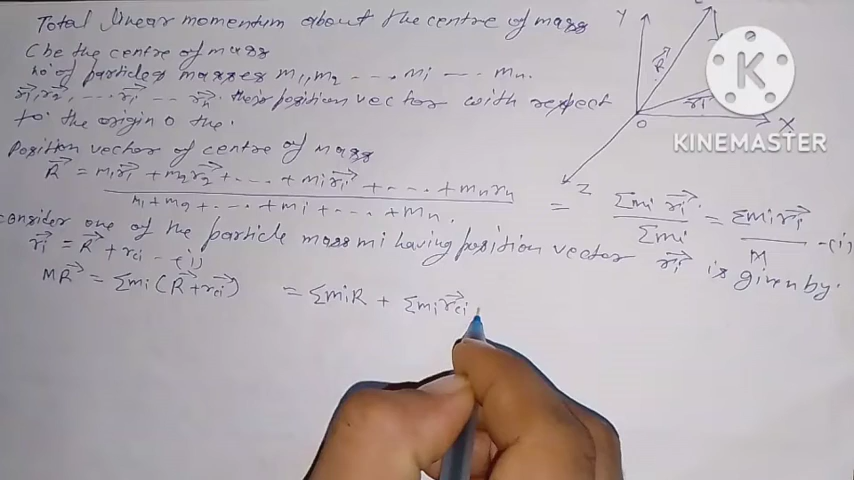 Total linear momentum about the centre of mass
C be the centre of mass
no of particles masses m1, m2 ---- mi ---- mn.
r1, r2, ---- ri -- rn their position vector with respect
to the origin o the.
Position vector of centre of mass
R = m1r1 + m2r2 + ---- + miri + ---- + mnrn / m1 + m2 + ---- + mi + ---- + mn. = Σmi ri / Σmi = Σmiri / M -(i)
consider one of the particle mass mi having position vector ri is given by.
ri = R + rci - (i)
MR = Σmi (R + rci) = ΣmiR + Σmi rci
Y
R
ri
O
X
Z
K
KINEMASTER